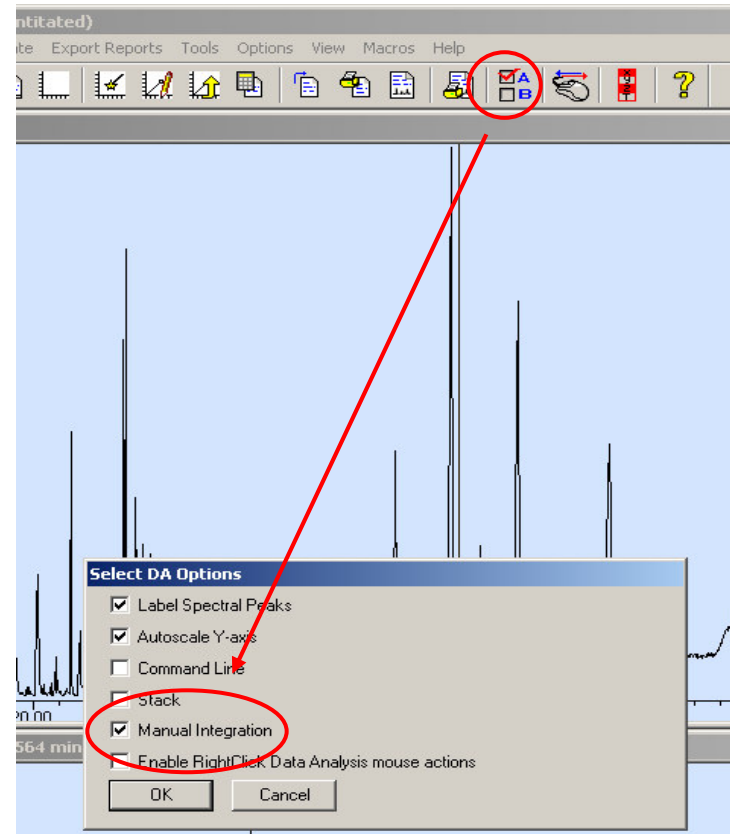 ntitated)
te Export Reports Tools Options View Macros Help
A
B
?
Select DA Options
Label Spectral Peaks
Autoscale Y-axis
Command Line
Stack
Manual Integration
564 min
Enable RightClick Data Analysis mouse actions
OK Cancel